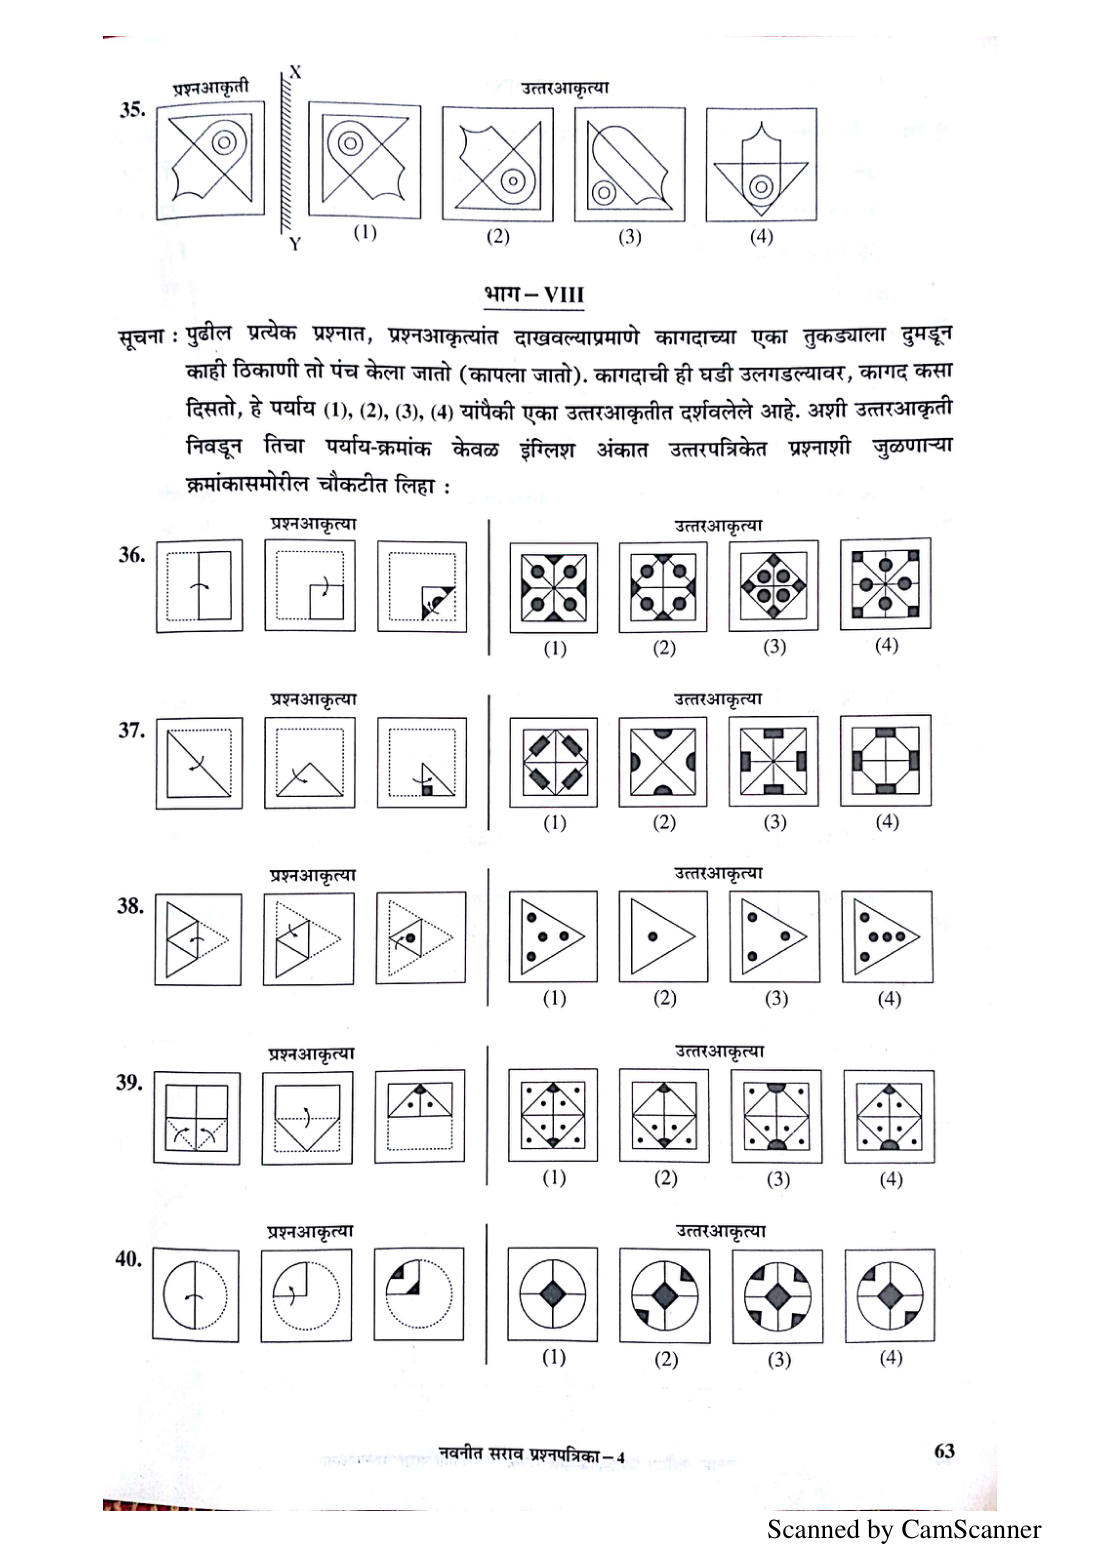 प्रश्नआकृती X उत्तरआकृत्या
35.
(1) (2) (3) (4)
Y
भाग – VIII
सूचना : पुढील प्रत्येक प्रश्नात, प्रश्नआकृत्यांत दाखवल्याप्रमाणे कागदाच्या एका तुकड्याला दुमडून
काही ठिकाणी तो पंच केला जातो (कापला जातो). कागदाची ही घडी उलगडल्यावर, कागद कसा
दिसतो, हे पर्याय (1), (2), (3), (4) यांपैकी एका उत्तरआकृतीत दर्शवलेले आहे. अशी उत्तरआकृती
निवडून तिचा पर्याय-क्रमांक केवळ इंग्लिश अंकात उत्तरपत्रिकेत प्रश्नाशी जुळणाऱ्या
क्रमांकासमोरील चौकटीत लिहा :
प्रश्नआकृत्या उत्तरआकृत्या
36.
(1) (2) (3) (4)
प्रश्नआकृत्या उत्तरआकृत्या
37.
(1) (2) (3) (4)
प्रश्नआकृत्या उत्तरआकृत्या
38.
(1) (2) (3) (4)
प्रश्नआकृत्या उत्तरआकृत्या
39.
(1) (2) (3) (4)
प्रश्नआकृत्या उत्तरआकृत्या
40.
(1) (2) (3) (4)
नवनीत सराव प्रश्नपत्रिका – 4 63
Scanned by CamScanner